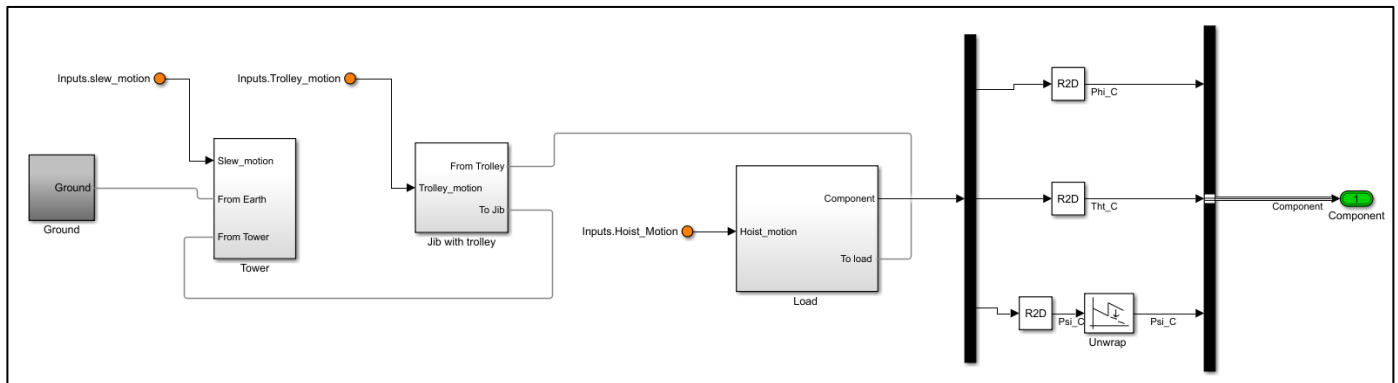 Inputs.slew_motion
Inputs.Trolley_motion
Ground
Ground
Slew_motion
From Earth
From Tower
Tower
From Trolley
Trolley_motion
To Jib
Jib with trolley
Inputs.Hoist_Motion
Component
Hoist_motion
To load
Load
R2D
Phi_C
R2D
Tht_C
R2D
Psi_C
Unwrap
Psi_C
Component
1
Component